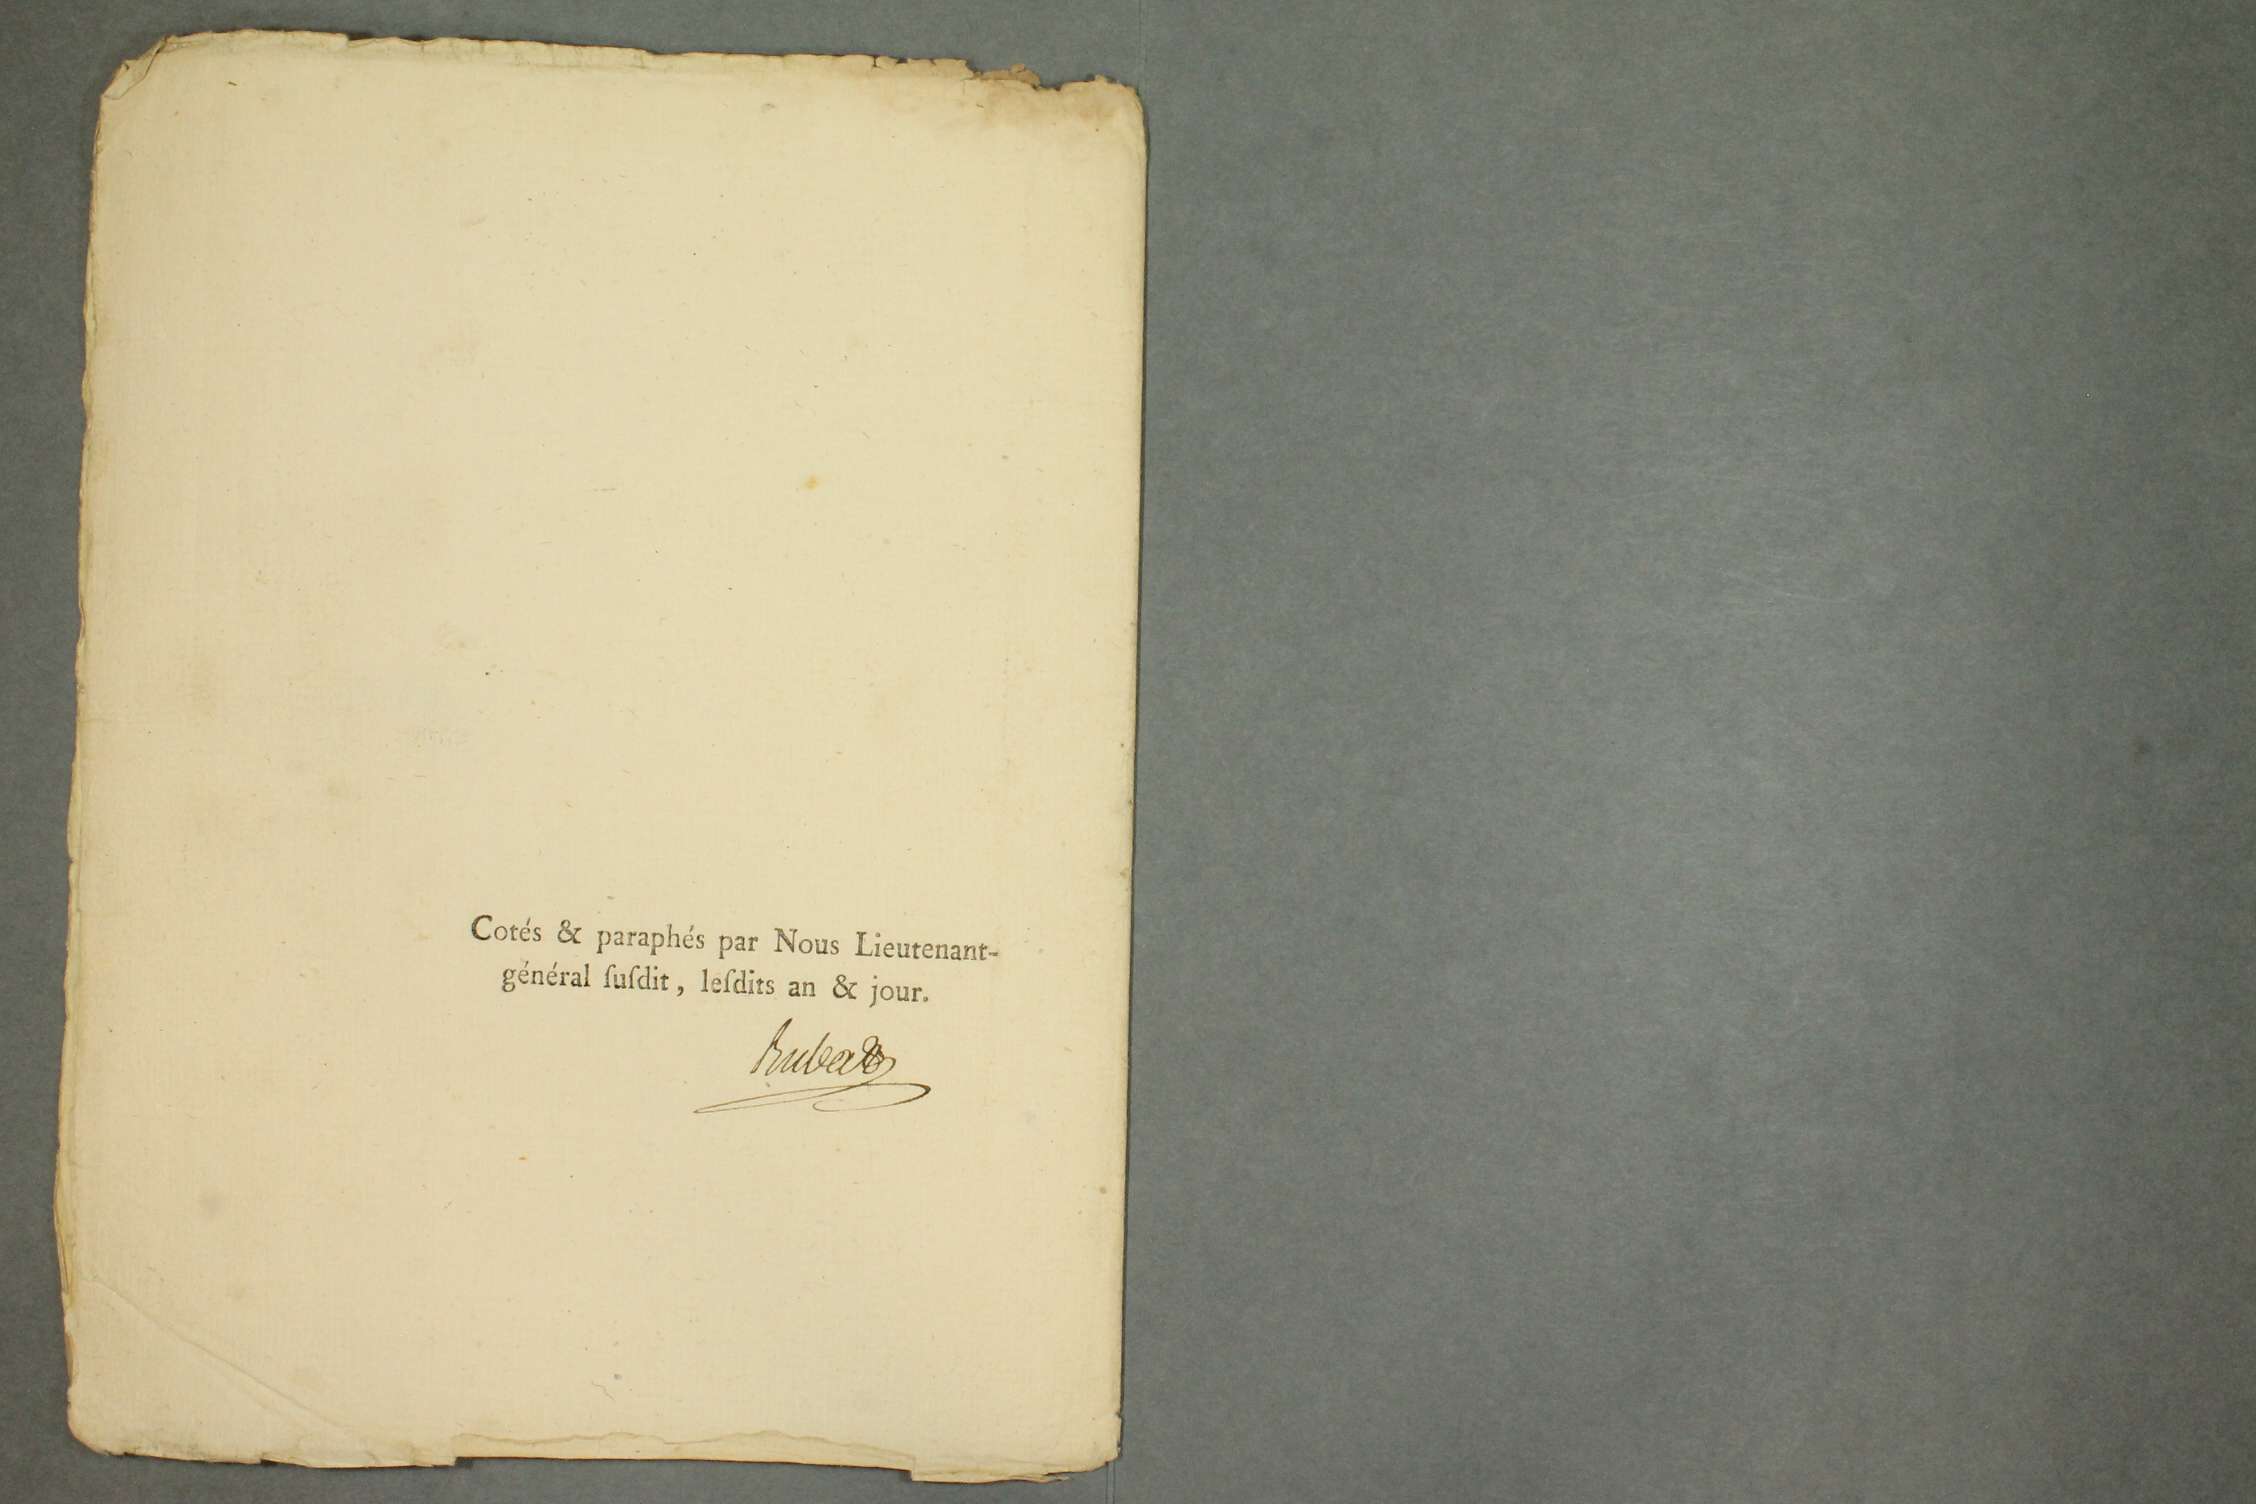 Cotés & paraphés par Nous Lieutenant-
général ſuſdit, leſdits an & jour.